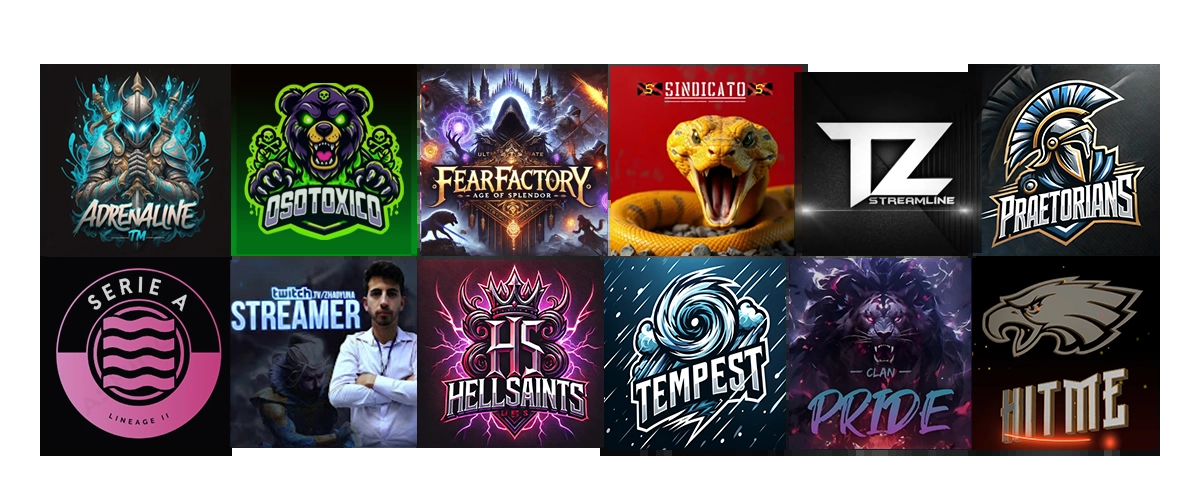 ADRENALINE
TM
OSOTOXICO
FEARFACTORY
AGE OF SPLENDOR
S SINDICATO S
TZ
STREAMLINE
PRAETORIANS
SERIE A
LINEAGE II
twitch.TV/ZHADYUNA
STREAMER
HS
HELLSAINTS
TEMPEST
CLAN
PRIDE
HITME